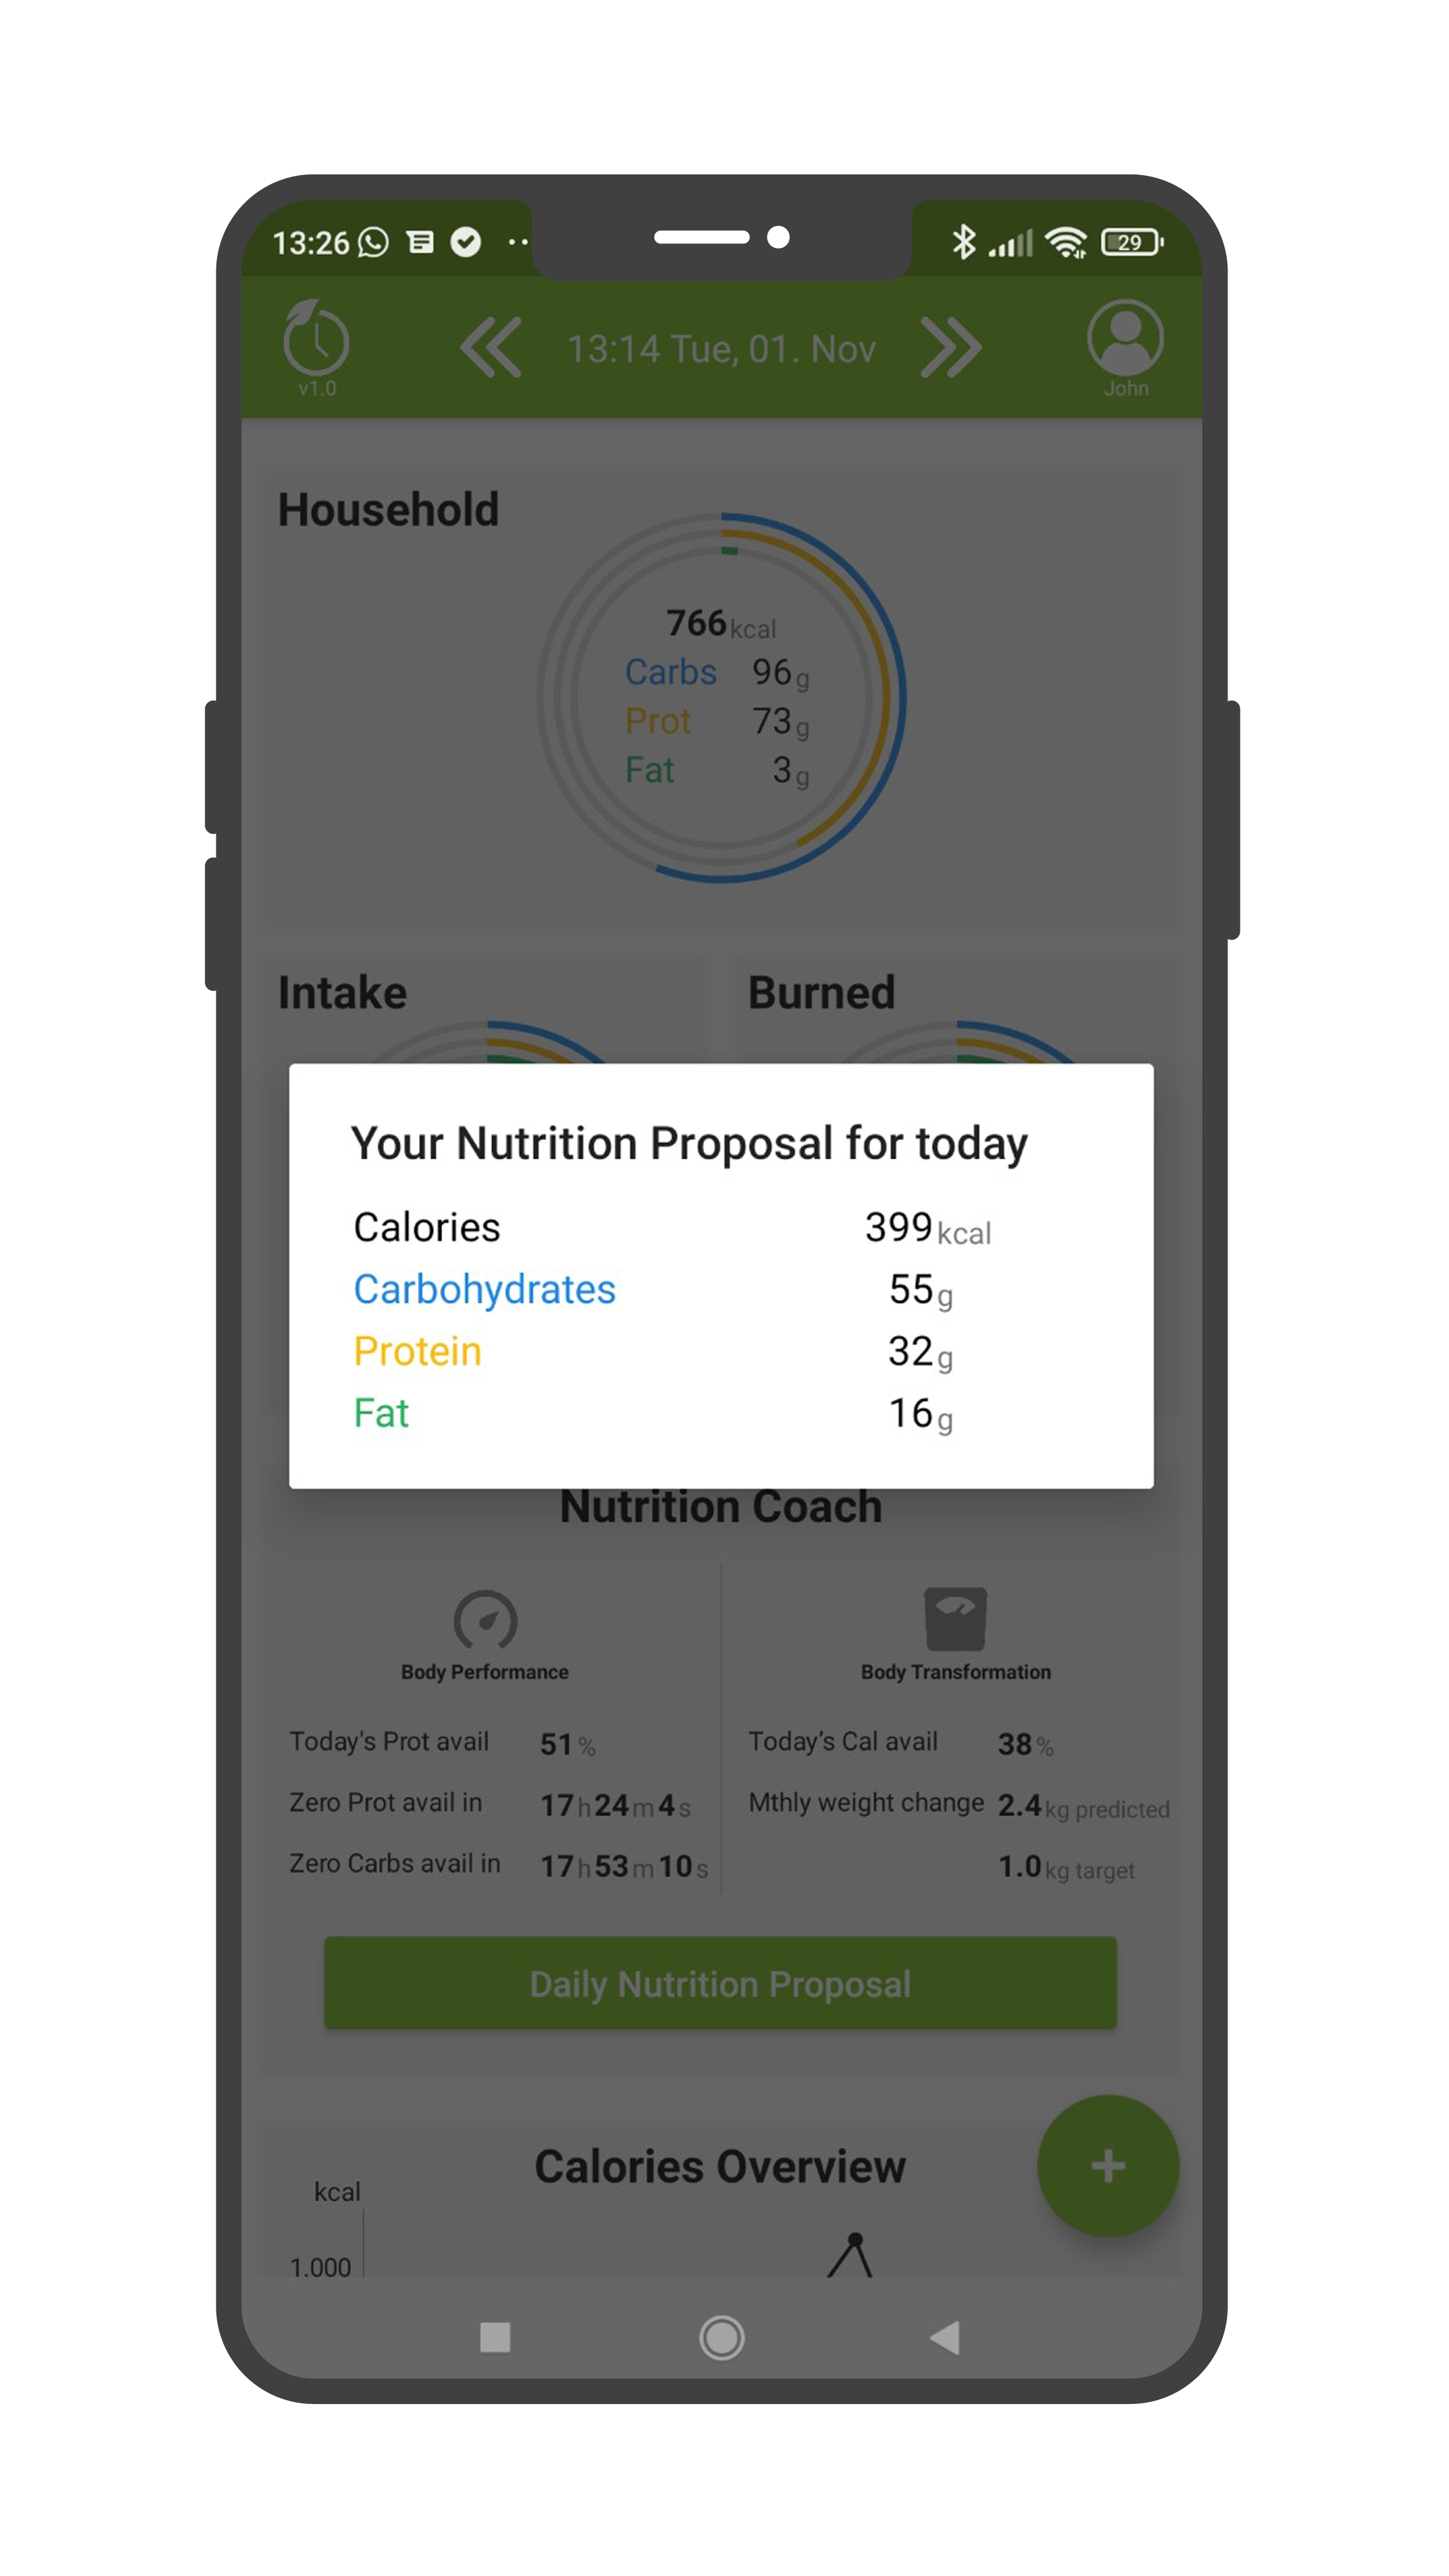 13:26
29
13:14 Tue, 01. Nov
v1.0
John
Household
766 kcal
Carbs 96 g
Prot 73 g
Fat 3 g
Intake
Burned
Your Nutrition Proposal for today
Calories 399 kcal
Carbohydrates 55 g
Protein 32 g
Fat 16 g
Nutrition Coach
Body Performance
Today's Prot avail 51 %
Zero Prot avail in 17 h 24 m 4 s
Zero Carbs avail in 17 h 53 m 10 s
Body Transformation
Today’s Cal avail 38 %
Mthly weight change 2.4 kg predicted
1.0 kg target
Daily Nutrition Proposal
+
Calories Overview
kcal
1.000